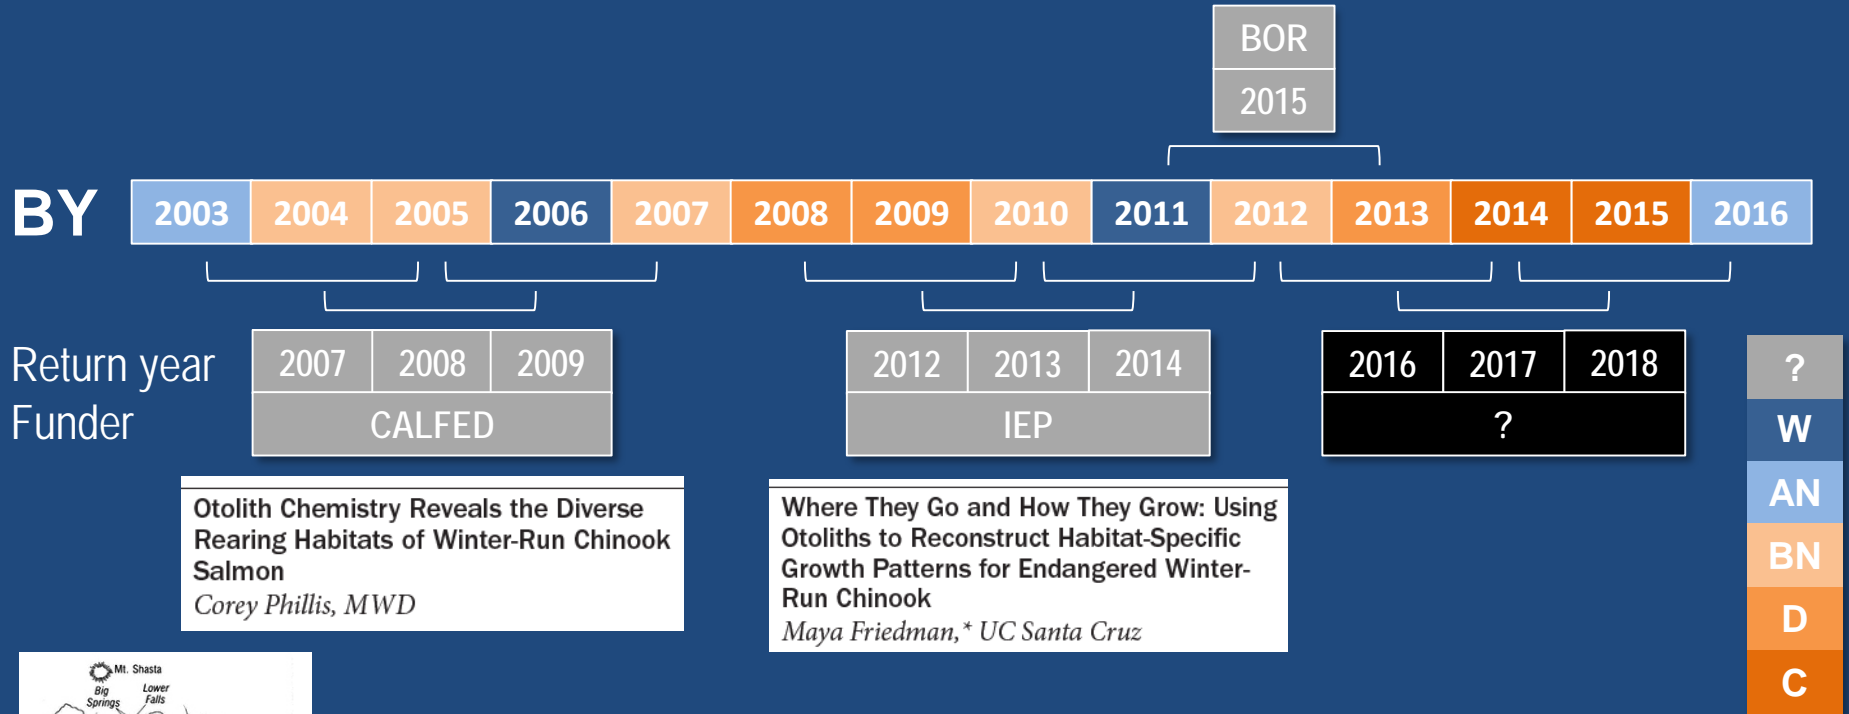 BOR
2015
BY 2003 2004 2005 2006 2007 2008 2009 2010 2011 2012 2013 2014 2015 2016
Return year 2007 2008 2009 2012 2013 2014 2016 2017 2018
Funder CALFED IEP ?
Otolith Chemistry Reveals the Diverse
Rearing Habitats of Winter-Run Chinook
Salmon
Corey Phillis, MWD
Where They Go and How They Grow: Using
Otoliths to Reconstruct Habitat-Specific
Growth Patterns for Endangered Winter-
Run Chinook
Maya Friedman,* UC Santa Cruz
?
W
AN
BN
D
C
Mt. Shasta
Big Lower
Springs Falls